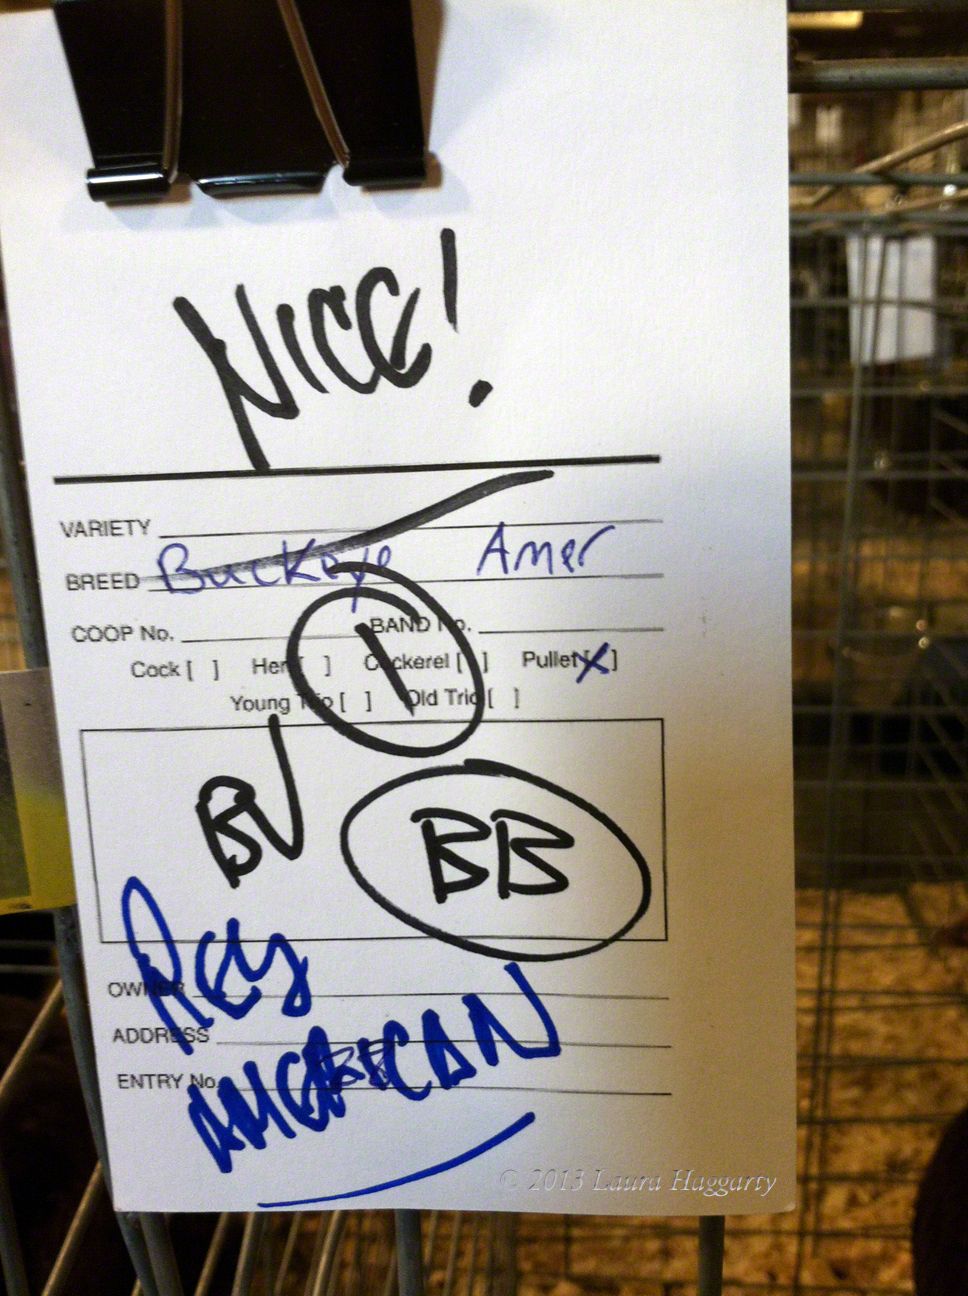 NICE!
VARIETY
BREED Buckeye Amer
COOP No. BAND No.
Cock [ ] Hen [ ] Cockerel [ ] Pullet [X]
Young Trio [ ] Old Trio [ ]
1
BV
BB
OWNER
Rey
ADDRESS
AMERICAN
ENTRY No.
© 2013 Laura Haggarty